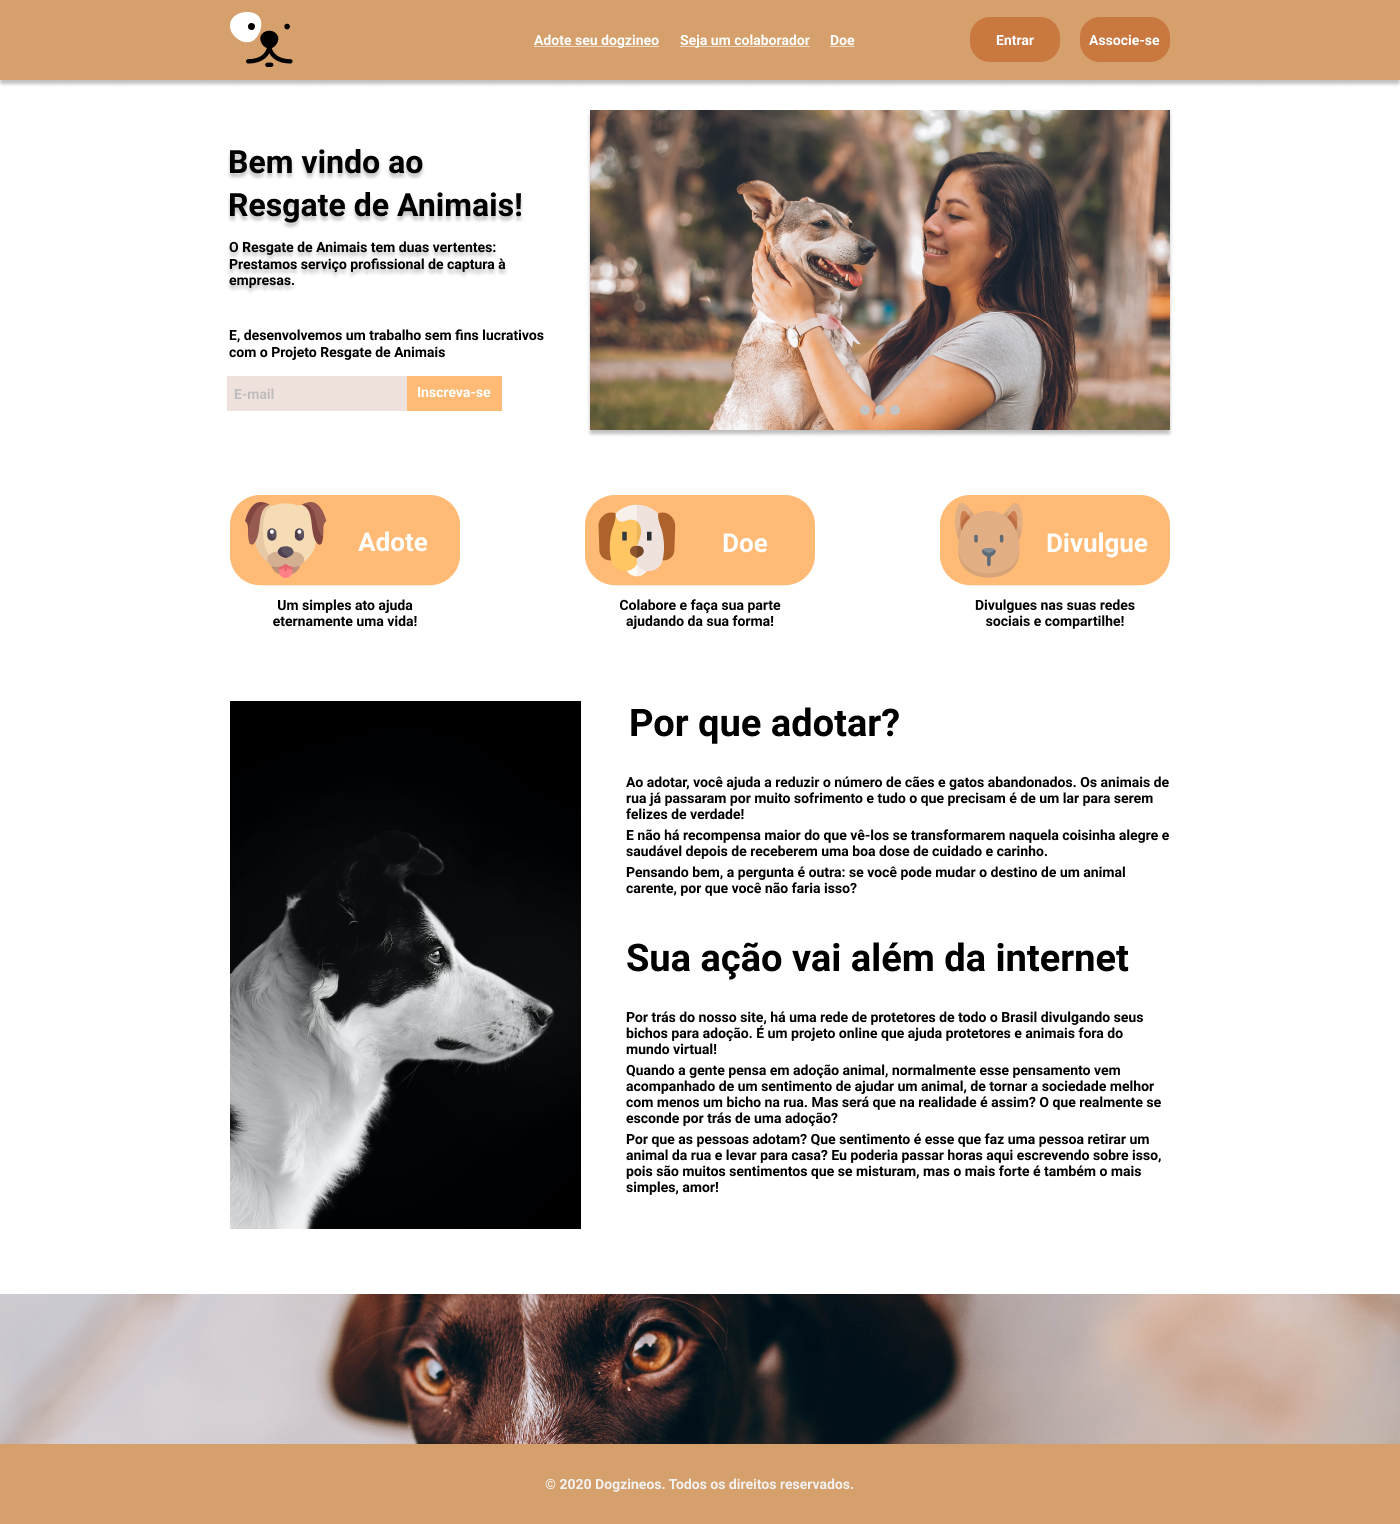 Adote seu dogzineo Seja um colaborador Doe Entrar Associe-se
Bem vindo ao
Resgate de Animais!
O Resgate de Animais tem duas vertentes:
Prestamos serviço profissional de captura à
empresas.
E, desenvolvemos um trabalho sem fins lucrativos
com o Projeto Resgate de Animais
E-mail Inscreva-se
Adote
Um simples ato ajuda
eternamente uma vida!
Doe
Colabore e faça sua parte
ajudando da sua forma!
Divulgue
Divulgues nas suas redes
sociais e compartilhe!
Por que adotar?
Ao adotar, você ajuda a reduzir o número de cães e gatos abandonados. Os animais de
rua já passaram por muito sofrimento e tudo o que precisam é de um lar para serem
felizes de verdade!
E não há recompensa maior do que vê-los se transformarem naquela coisinha alegre e
saudável depois de receberem uma boa dose de cuidado e carinho.
Pensando bem, a pergunta é outra: se você pode mudar o destino de um animal
carente, por que você não faria isso?
Sua ação vai além da internet
Por trás do nosso site, há uma rede de protetores de todo o Brasil divulgando seus
bichos para adoção. É um projeto online que ajuda protetores e animais fora do
mundo virtual!
Quando a gente pensa em adoção animal, normalmente esse pensamento vem
acompanhado de um sentimento de ajudar um animal, de tornar a sociedade melhor
com menos um bicho na rua. Mas será que na realidade é assim? O que realmente se
esconde por trás de uma adoção?
Por que as pessoas adotam? Que sentimento é esse que faz uma pessoa retirar um
animal da rua e levar para casa? Eu poderia passar horas aqui escrevendo sobre isso,
pois são muitos sentimentos que se misturam, mas o mais forte é também o mais
simples, amor!
© 2020 Dogzineos. Todos os direitos reservados.